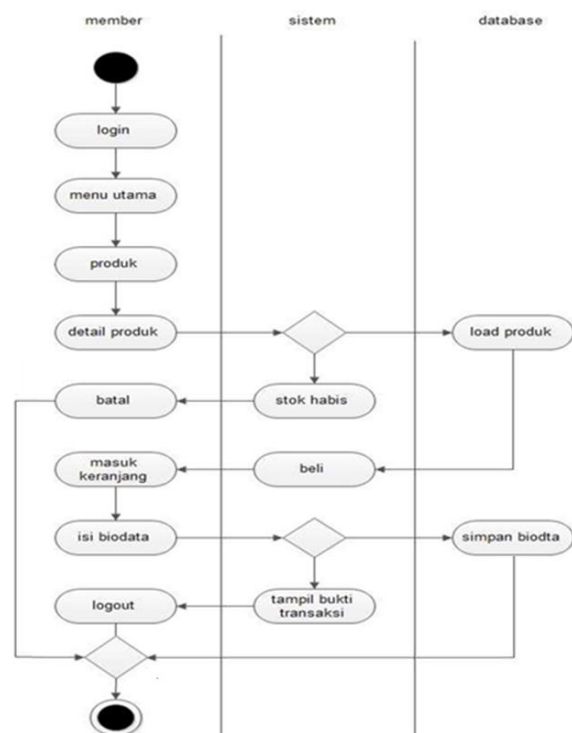 member
sistem
database
login
menu utama
produk
detail produk
load produk
batal
stok habis
masuk
keranjang
beli
isi biodata
simpan biodta
logout
tampil bukti
transaksi